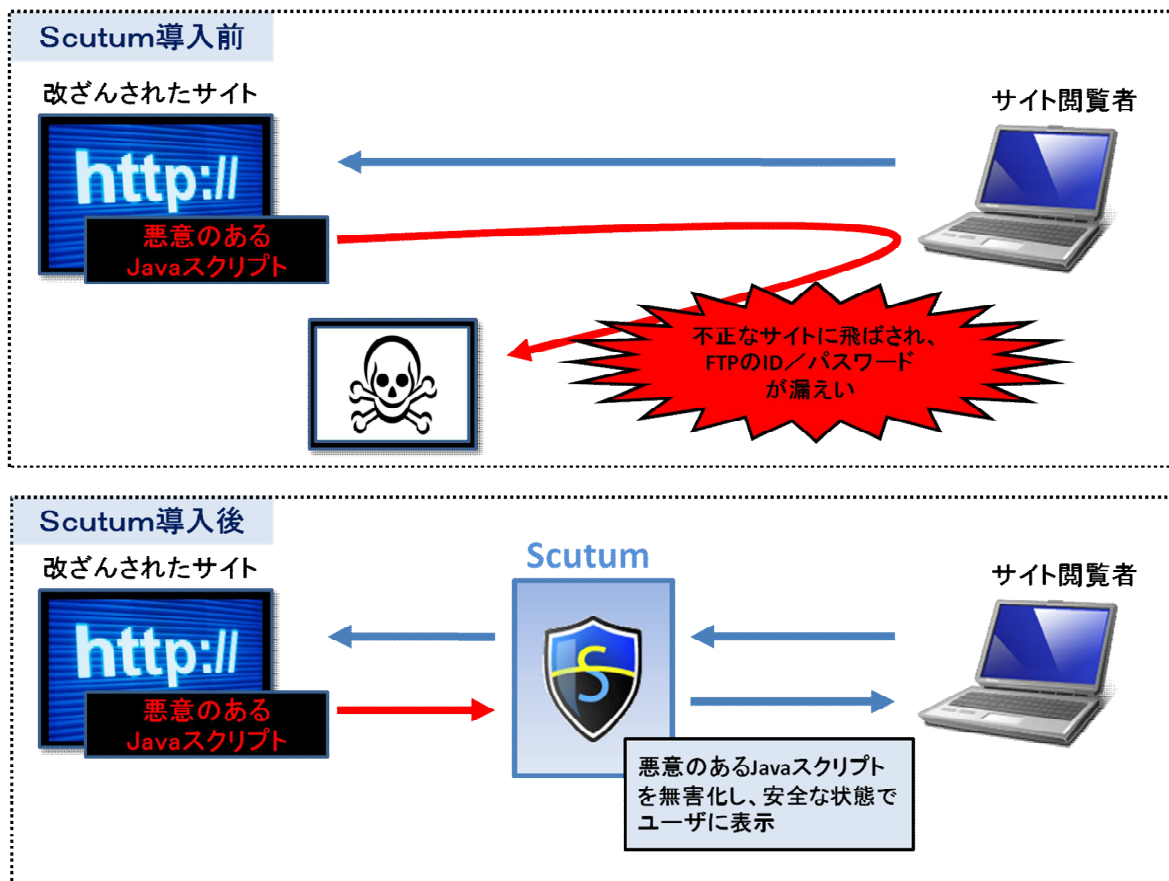 Scutum導入前
改ざんされたサイト
サイト閲覧者
http://
悪意のある
Javaスクリプト
不正なサイトに飛ばされ、
FTPのID／パスワード
が漏えい
Scutum導入後
改ざんされたサイト
Scutum
サイト閲覧者
http://
S
悪意のある
Javaスクリプト
悪意のあるJavaスクリプト
を無害化し、安全な状態で
ユーザに表示